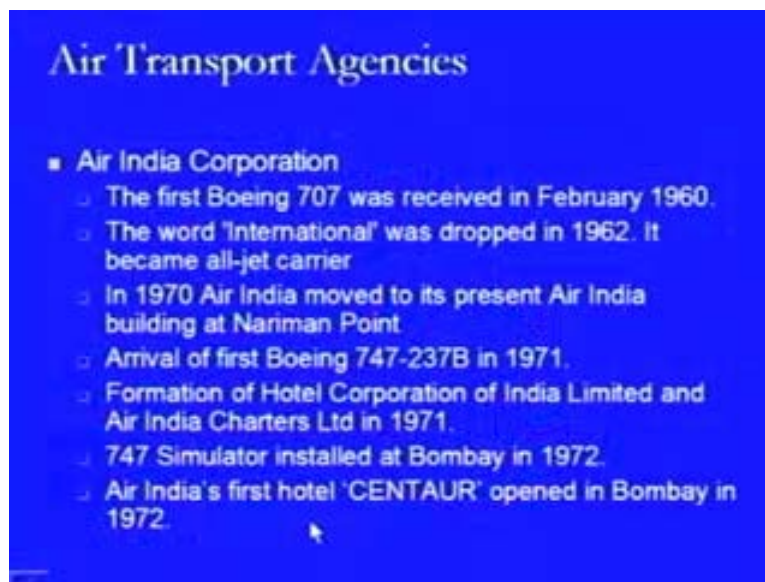 Air Transport Agencies
Air India Corporation
The first Boeing 707 was received in February 1960.
The word 'International' was dropped in 1962. It
became all-jet carrier
In 1970 Air India moved to its present Air India
building at Nariman Point
Arrival of first Boeing 747-237B in 1971.
Formation of Hotel Corporation of India Limited and
Air India Charters Ltd in 1971.
747 Simulator installed at Bombay in 1972.
Air India's first hotel 'CENTAUR' opened in Bombay in
1972.